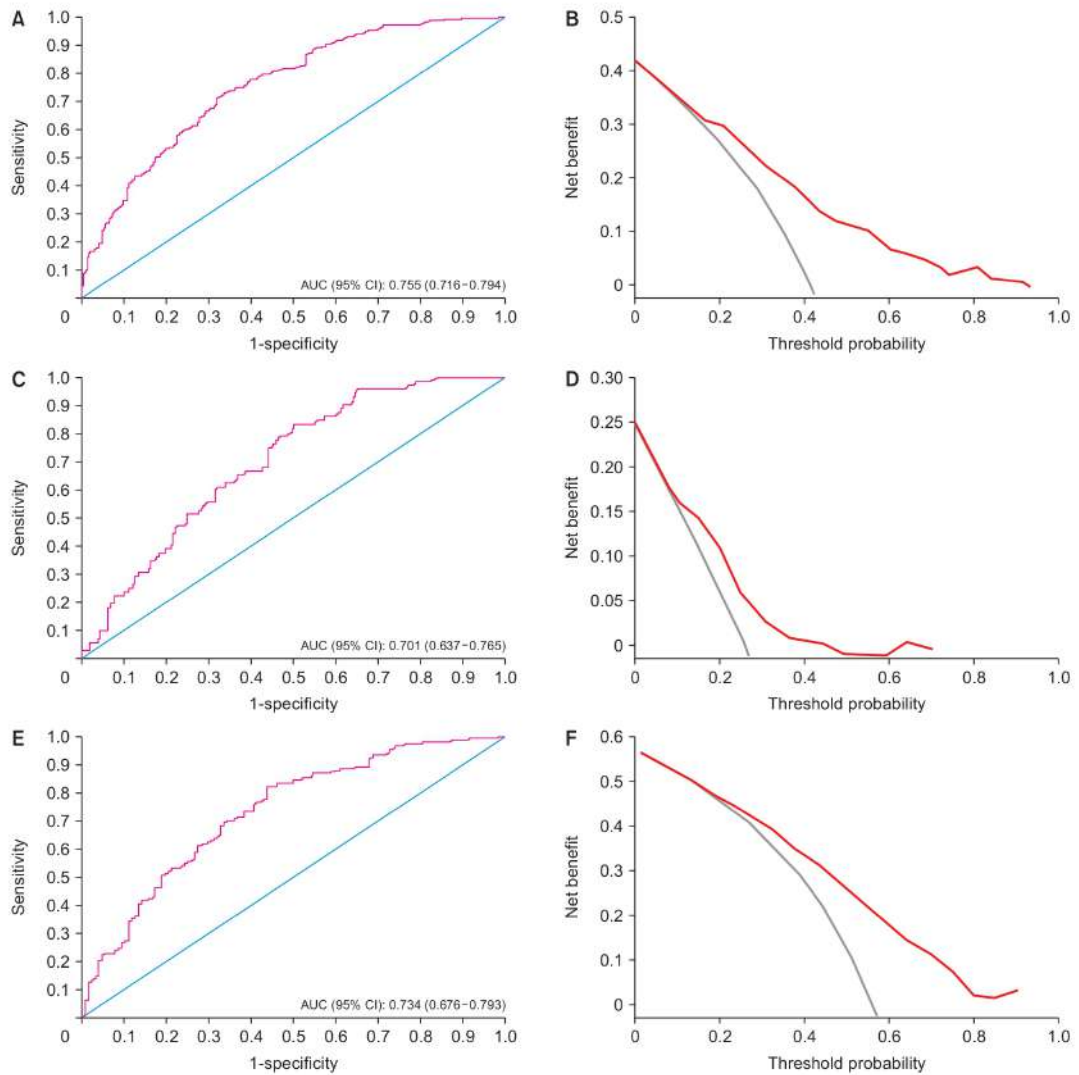 A
1.0
0.9
0.8
0.7
0.6
0.5
0.4
0.3
0.2
0.1
Sensitivity
AUC (95% CI): 0.755 (0.716–0.794)
0 0.1 0.2 0.3 0.4 0.5 0.6 0.7 0.8 0.9 1.0
1-specificity
B
0.5
0.4
0.3
0.2
0.1
0
Net benefit
0 0.2 0.4 0.6 0.8 1.0
Threshold probability
C
1.0
0.9
0.8
0.7
0.6
0.5
0.4
0.3
0.2
0.1
Sensitivity
AUC (95% CI): 0.701 (0.637–0.765)
0 0.1 0.2 0.3 0.4 0.5 0.6 0.7 0.8 0.9 1.0
1-specificity
D
0.30
0.25
0.20
0.15
0.10
0.05
0
Net benefit
0 0.2 0.4 0.6 0.8 1.0
Threshold probability
E
1.0
0.9
0.8
0.7
0.6
0.5
0.4
0.3
0.2
0.1
Sensitivity
AUC (95% CI): 0.734 (0.676–0.793)
0 0.1 0.2 0.3 0.4 0.5 0.6 0.7 0.8 0.9 1.0
1-specificity
F
0.6
0.5
0.4
0.3
0.2
0.1
0
Net benefit
0 0.2 0.4 0.6 0.8 1.0
Threshold probability